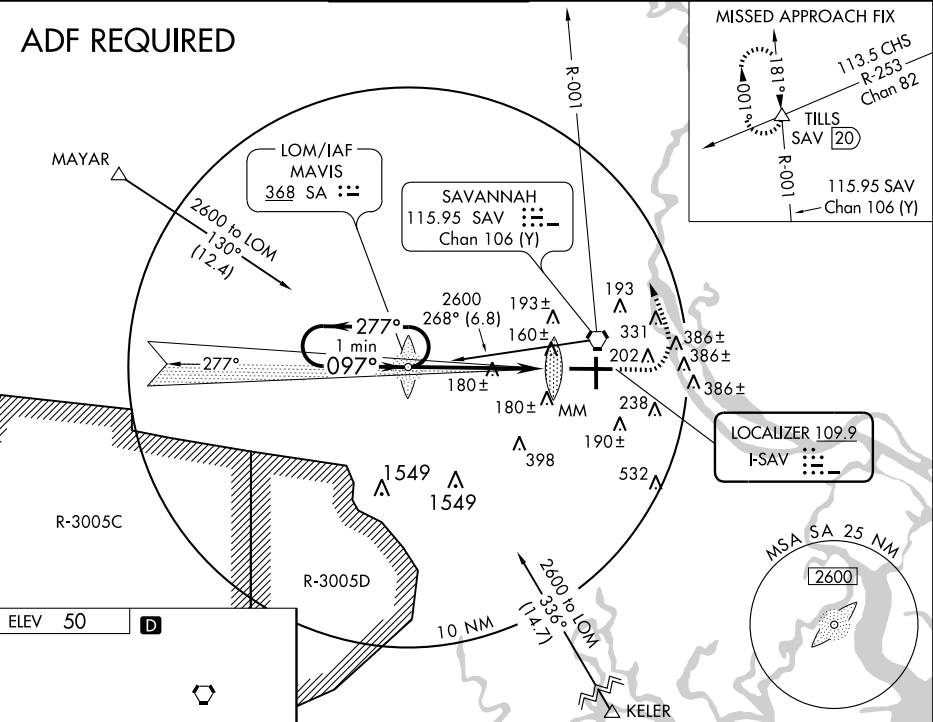 ADF REQUIRED
MISSED APPROACH FIX
113.5 CHS
R-253
Chan 82
181°
001°
TILLS
SAV 20
R-001
115.95 SAV
Chan 106 (Y)
R-001
MAYAR
LOM/IAF
MAVIS
368 SA
SAVANNAH
115.95 SAV
Chan 106 (Y)
2600 to LOM
130°
(12.4)
2600
268° (6.8)
193±
193
160±
331
386±
386±
386±
202
277°
1 min
097°
277°
180±
180±
MM
238
190±
398
532
LOCALIZER 109.9
I-SAV
1549
1549
R-3005C
R-3005D
MSA SA 25 NM
2600
2600 to LOM
336°
(14.7)
10 NM
KELER
ELEV 50
D